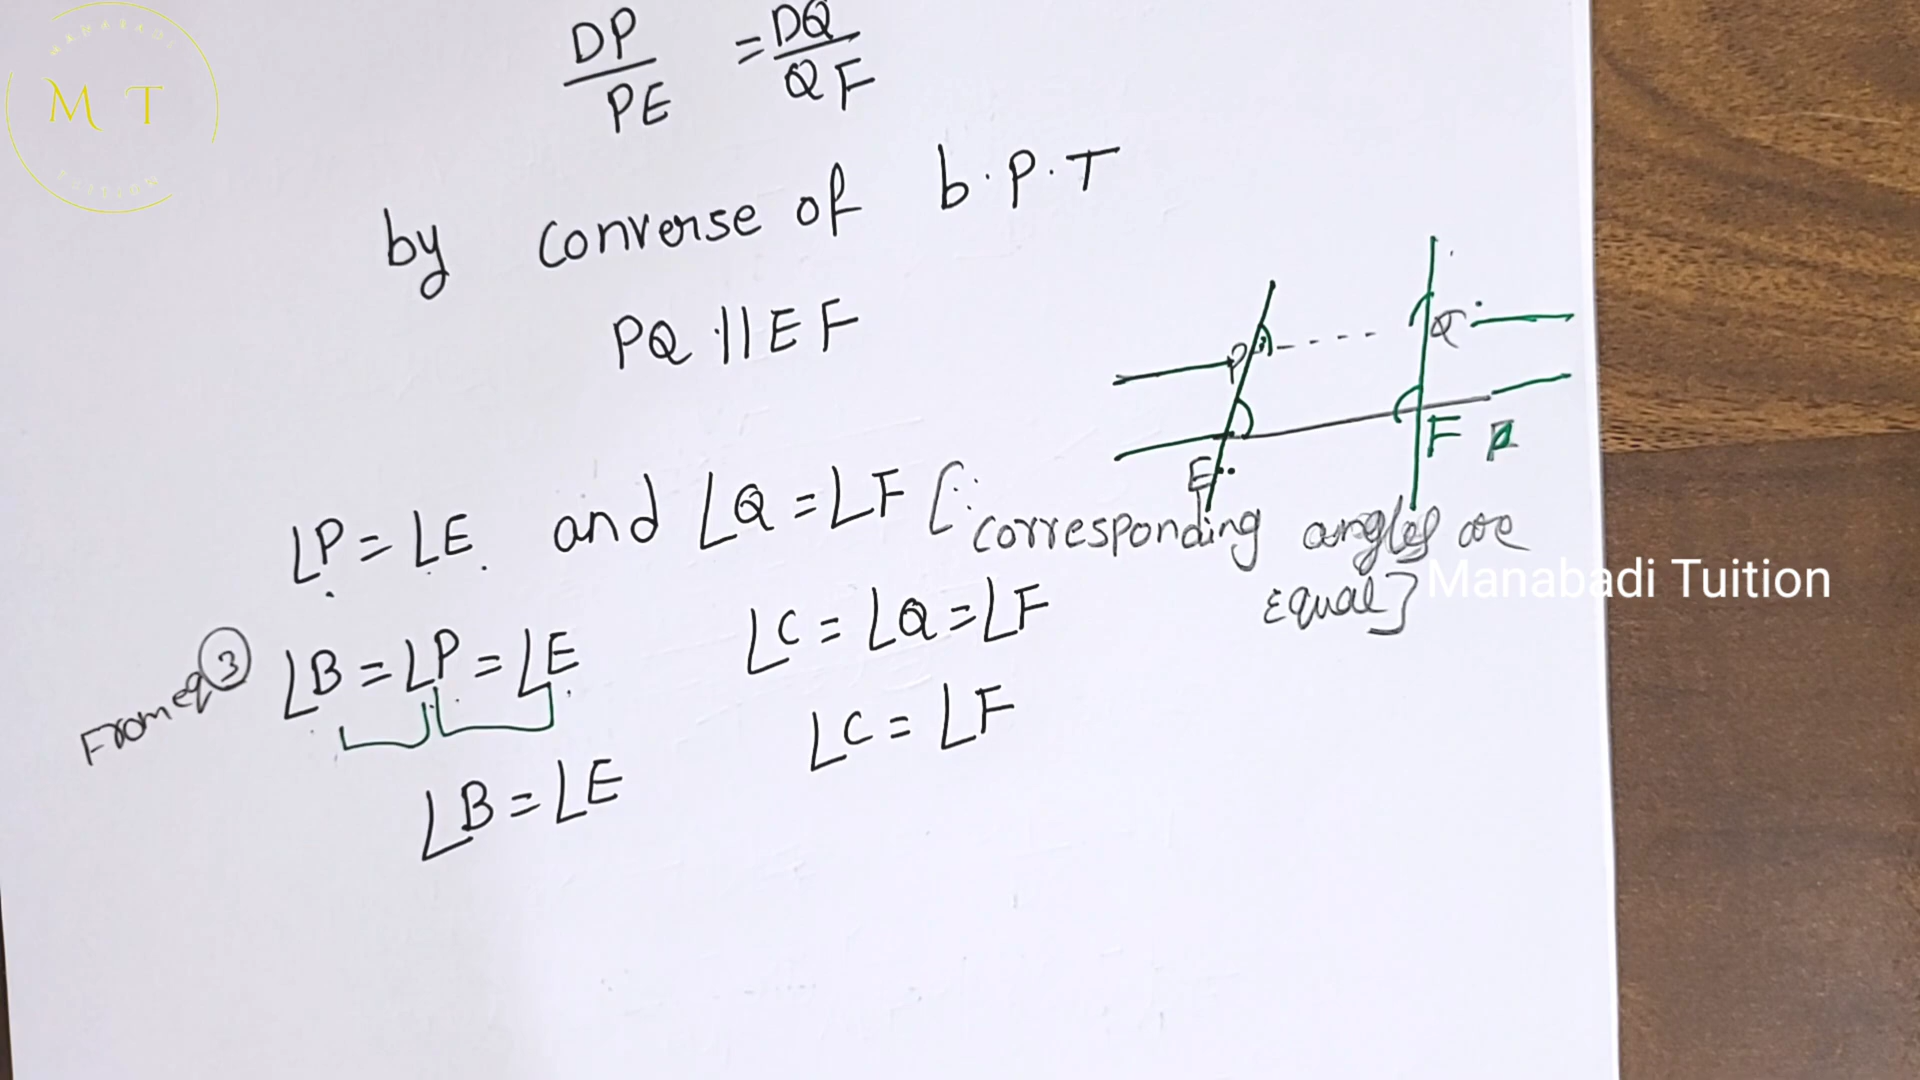 M T
DP/PE = DQ/QF
by converse of b.P.T
PQ || EF
P Q
E F
∠P = ∠E and ∠Q = ∠F [∵ corresponding angles are
equal]
Manabadi Tuition
From eq ③ ∠B = ∠P = ∠E ∠C = ∠Q = ∠F
∠B = ∠E ∠C = ∠F